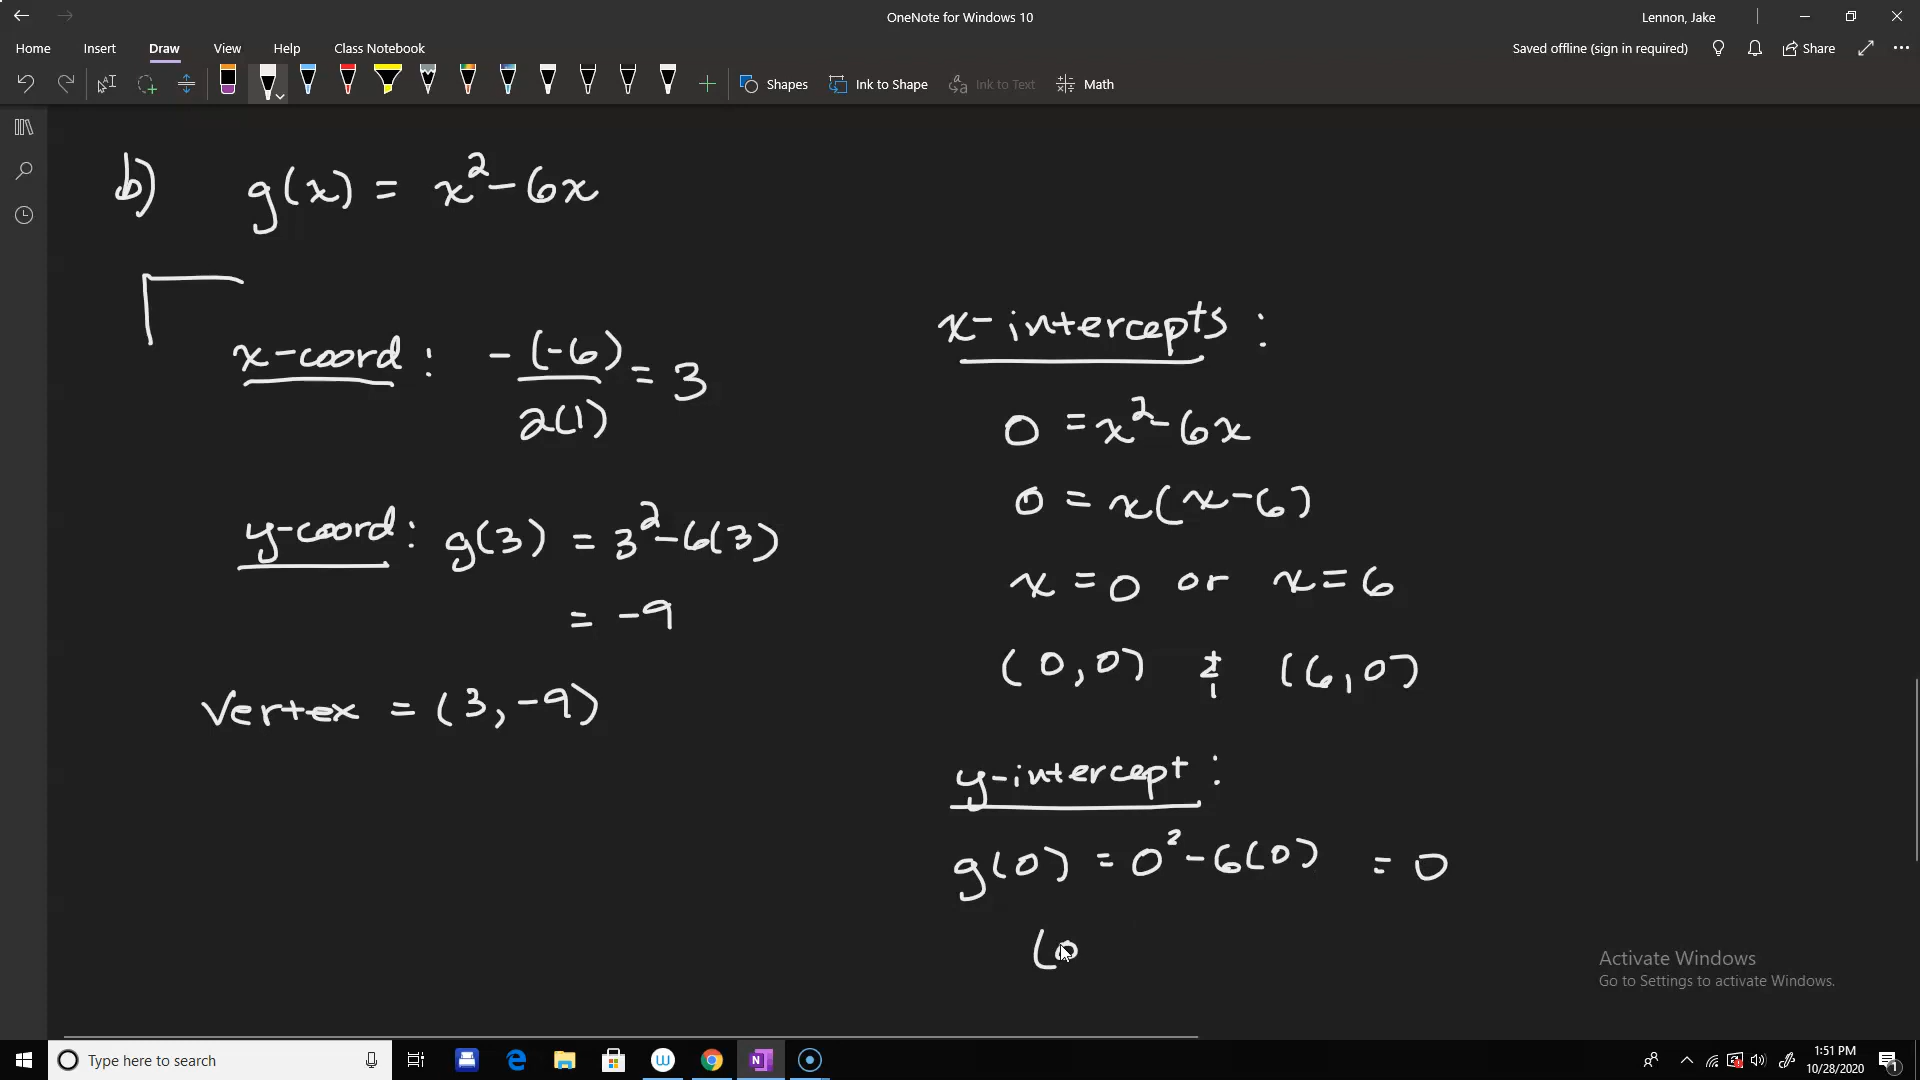 OneNote for Windows 10
Lennon, Jake
Home Insert Draw View Help Class Notebook
Saved offline (sign in required) Share
Shapes Ink to Shape Ink to Text Math
b) g(x) = x² - 6x
x-coord: -(-6)/2(1) = 3
y-coord: g(3) = 3² - 6(3)
= -9
Vertex = (3, -9)
x-intercepts:
0 = x² - 6x
0 = x(x - 6)
x = 0 or x = 6
(0, 0) & (6, 0)
y-intercept:
g(0) = 0² - 6(0) = 0
(0
Activate Windows
Go to Settings to activate Windows.
Type here to search
1:51 PM
10/28/2020
1